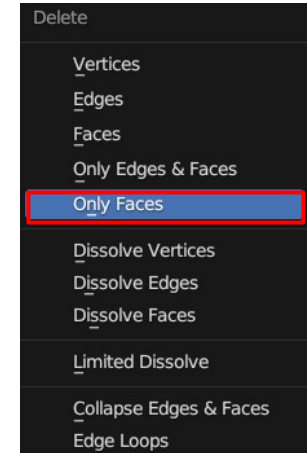 Delete
Vertices
Edges
Faces
Only Edges & Faces
Only Faces
Dissolve Vertices
Dissolve Edges
Dissolve Faces
Limited Dissolve
Collapse Edges & Faces
Edge Loops